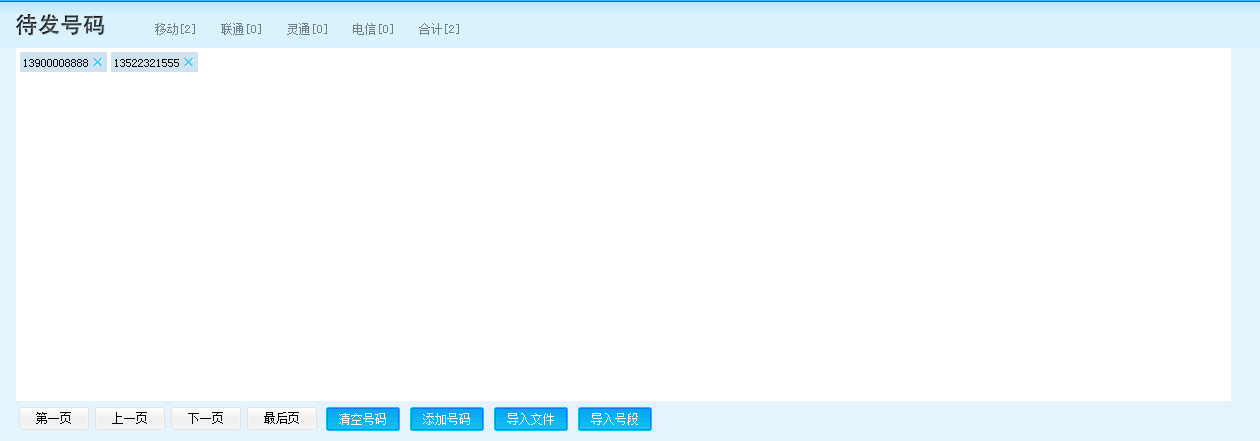 待发号码 移动[2] 联通[0] 灵通[0] 电信[0] 合计[2]
13900008888 13522321555
第一页 上一页 下一页 最后页 清空号码 添加号码 导入文件 导入号段